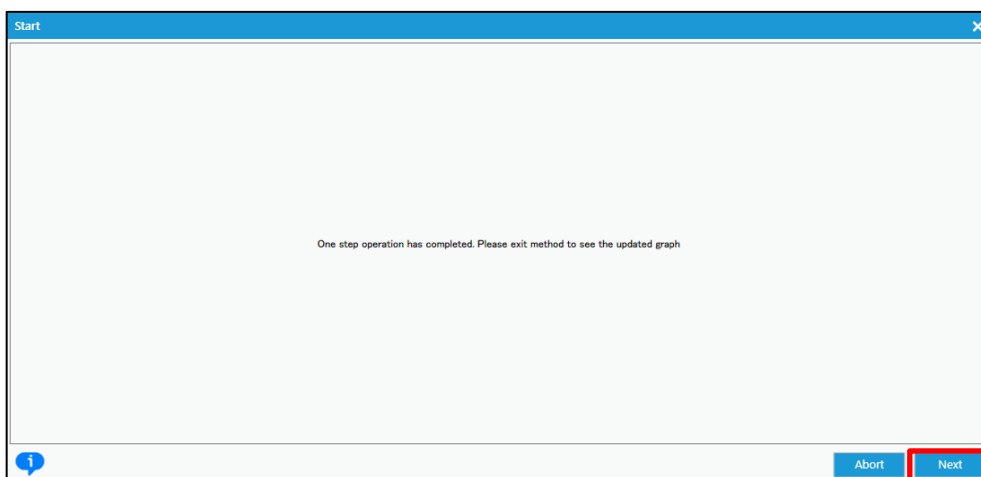 Start
One step operation has completed. Please exit method to see the updated graph
Abort
Next